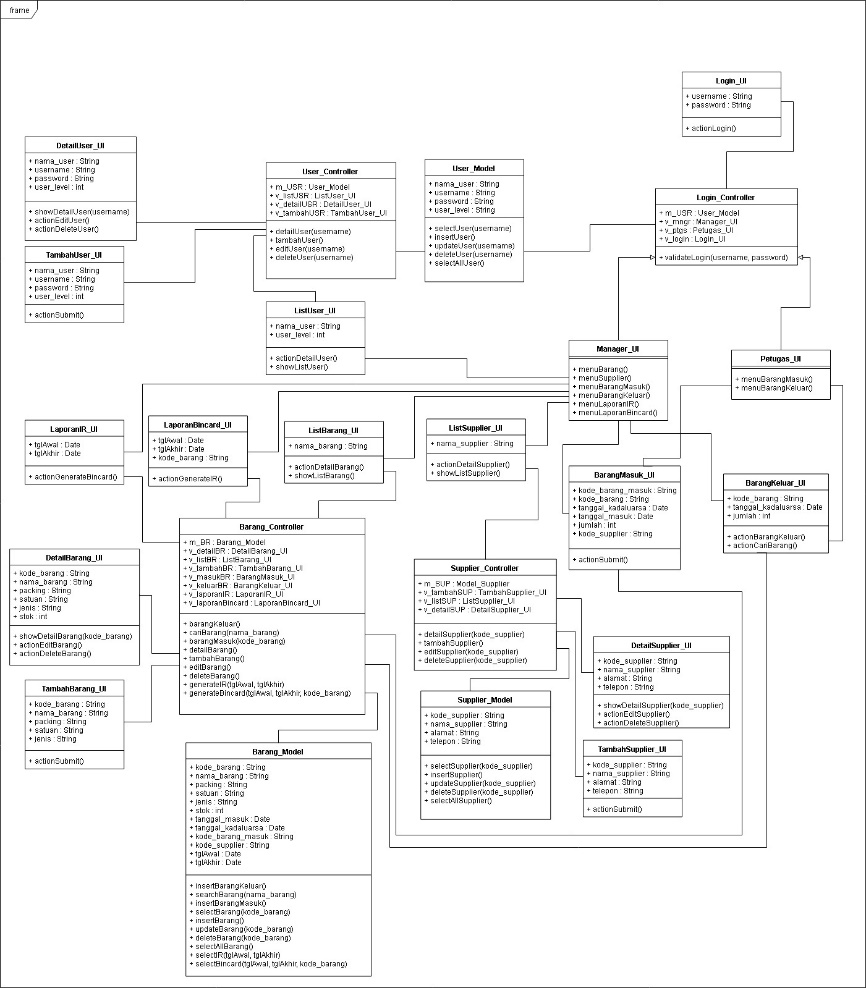 frame
Login_UI
+ username : String
+ password : String
+ actionLogin()
DetailUser_UI
+ nama_user : String
+ username : String
+ password : String
+ user_level : int
+ showDetailUser(username)
+ actionEditUser()
+ actionDeleteUser()
User_Controller
+ m_USR : User_Model
+ v_listUSR : ListUser_UI
+ v_detailUSR : DetailUser_UI
+ v_tambahUSR : TambahUser_UI
+ detailUser(username)
+ tambahUser()
+ editUser(username)
+ deleteUser(username)
User_Model
+ nama_user : String
+ username : String
+ password : String
+ user_level : String
+ selectUser(username)
+ insertUser()
+ updateUser(username)
+ deleteUser(username)
+ selectAllUser()
Login_Controller
+ m_USR : User_Model
+ v_mngr : Manager_UI
+ v_ptgs : Petugas_UI
+ v_login : Login_UI
+ validateLogin(username, password)
TambahUser_UI
+ nama_user : String
+ username : String
+ password : String
+ user_level : int
+ actionSubmit()
ListUser_UI
+ nama_user : String
+ user_level : int
+ actionDetailUser()
+ showListUser()
Manager_UI
+ menuBarang()
+ menuSupplier()
+ menuBarangMasuk()
+ menuBarangKeluar()
+ menuLaporanIR()
+ menuLaporanBincard()
Petugas_UI
+ menuBarangMasuk()
+ menuBarangKeluar()
LaporanIR_UI
+ tglAwal : Date
+ tglAkhir : Date
+ actionGenerateBincard()
LaporanBincard_UI
+ tglAwal : Date
+ tglAkhir : Date
+ kode_barang : String
+ actionGenerateIR()
ListBarang_UI
+ nama_barang : String
+ actionDetailBarang()
+ showListBarang()
ListSupplier_UI
+ nama_supplier : String
+ actionDetailSupplier()
+ showListSupplier()
BarangMasuk_UI
+ kode_barang_masuk : String
+ kode_barang : String
+ tanggal_kadaluarsa : Date
+ tanggal_masuk : Date
+ jumlah : int
+ kode_supplier : String
+ actionSubmit()
BarangKeluar_UI
+ kode_barang : String
+ tanggal_kadaluarsa : Date
+ jumlah : int
+ actionBarangKeluar()
+ actionCariBarang()
Barang_Controller
+ m_BR : Barang_Model
+ v_detailBR : DetailBarang_UI
+ v_listBR : ListBarang_UI
+ v_tambahBR : TambahBarang_UI
+ v_masukBR : BarangMasuk_UI
+ v_keluarBR : BarangKeluar_UI
+ v_laporanIR : LaporanIR_UI
+ v_laporanBincard : LaporanBincard_UI
+ barangKeluar()
+ cariBarang(nama_barang)
+ barangMasuk(kode_barang)
+ detailBarang()
+ tambahBarang()
+ editBarang()
+ deleteBarang()
+ generateIR(tglAwal, tglAkhir)
+ generateBincard(tglAwal, tglAkhir, kode_barang)
DetailBarang_UI
+ kode_barang : String
+ nama_barang : String
+ packing : String
+ satuan : String
+ jenis : String
+ stok : int
+ showDetailBarang(kode_barang)
+ actionEditBarang()
+ actionDeleteBarang()
Supplier_Controller
+ m_SUP : Model_Supplier
+ v_tambahSUP : TambahSupplier_UI
+ v_listSUP : ListSupplier_UI
+ v_detailSUP : DetailSupplier_UI
+ detailSupplier(kode_supplier)
+ tambahSupplier()
+ editSupplier(kode_supplier)
+ deleteSupplier(kode_supplier)
DetailSupplier_UI
+ kode_supplier : String
+ nama_supplier : String
+ alamat : String
+ telepon : String
+ showDetailSupplier(kode_supplier)
+ actionEditSupplier()
+ actionDeleteSupplier()
TambahBarang_UI
+ kode_barang : String
+ nama_barang : String
+ packing : String
+ satuan : String
+ jenis : String
+ actionSubmit()
Supplier_Model
+ kode_supplier : String
+ nama_supplier : String
+ alamat : String
+ telepon : String
+ selectSupplier(kode_supplier)
+ insertSupplier()
+ updateSupplier(kode_supplier)
+ deleteSupplier(kode_supplier)
+ selectAllSupplier()
TambahSupplier_UI
+ kode_supplier : String
+ nama_supplier : String
+ alamat : String
+ telepon : String
+ actionSubmit()
Barang_Model
+ kode_barang : String
+ nama_barang : String
+ packing : String
+ satuan : String
+ jenis : String
+ stok : int
+ tanggal_masuk : Date
+ tanggal_kadaluarsa : Date
+ kode_barang_masuk : String
+ kode_supplier : String
+ tglAwal : Date
+ tglAkhir : Date
+ insertBarangKeluar()
+ searchBarang(nama_barang)
+ insertBarangMasuk()
+ selectBarang(kode_barang)
+ insertBarang()
+ updateBarang(kode_barang)
+ deleteBarang(kode_barang)
+ selectAllBarang()
+ selectIR(tglAwal, tglAkhir)
+ selectBincard(tglAwal, tglAkhir, kode_barang)